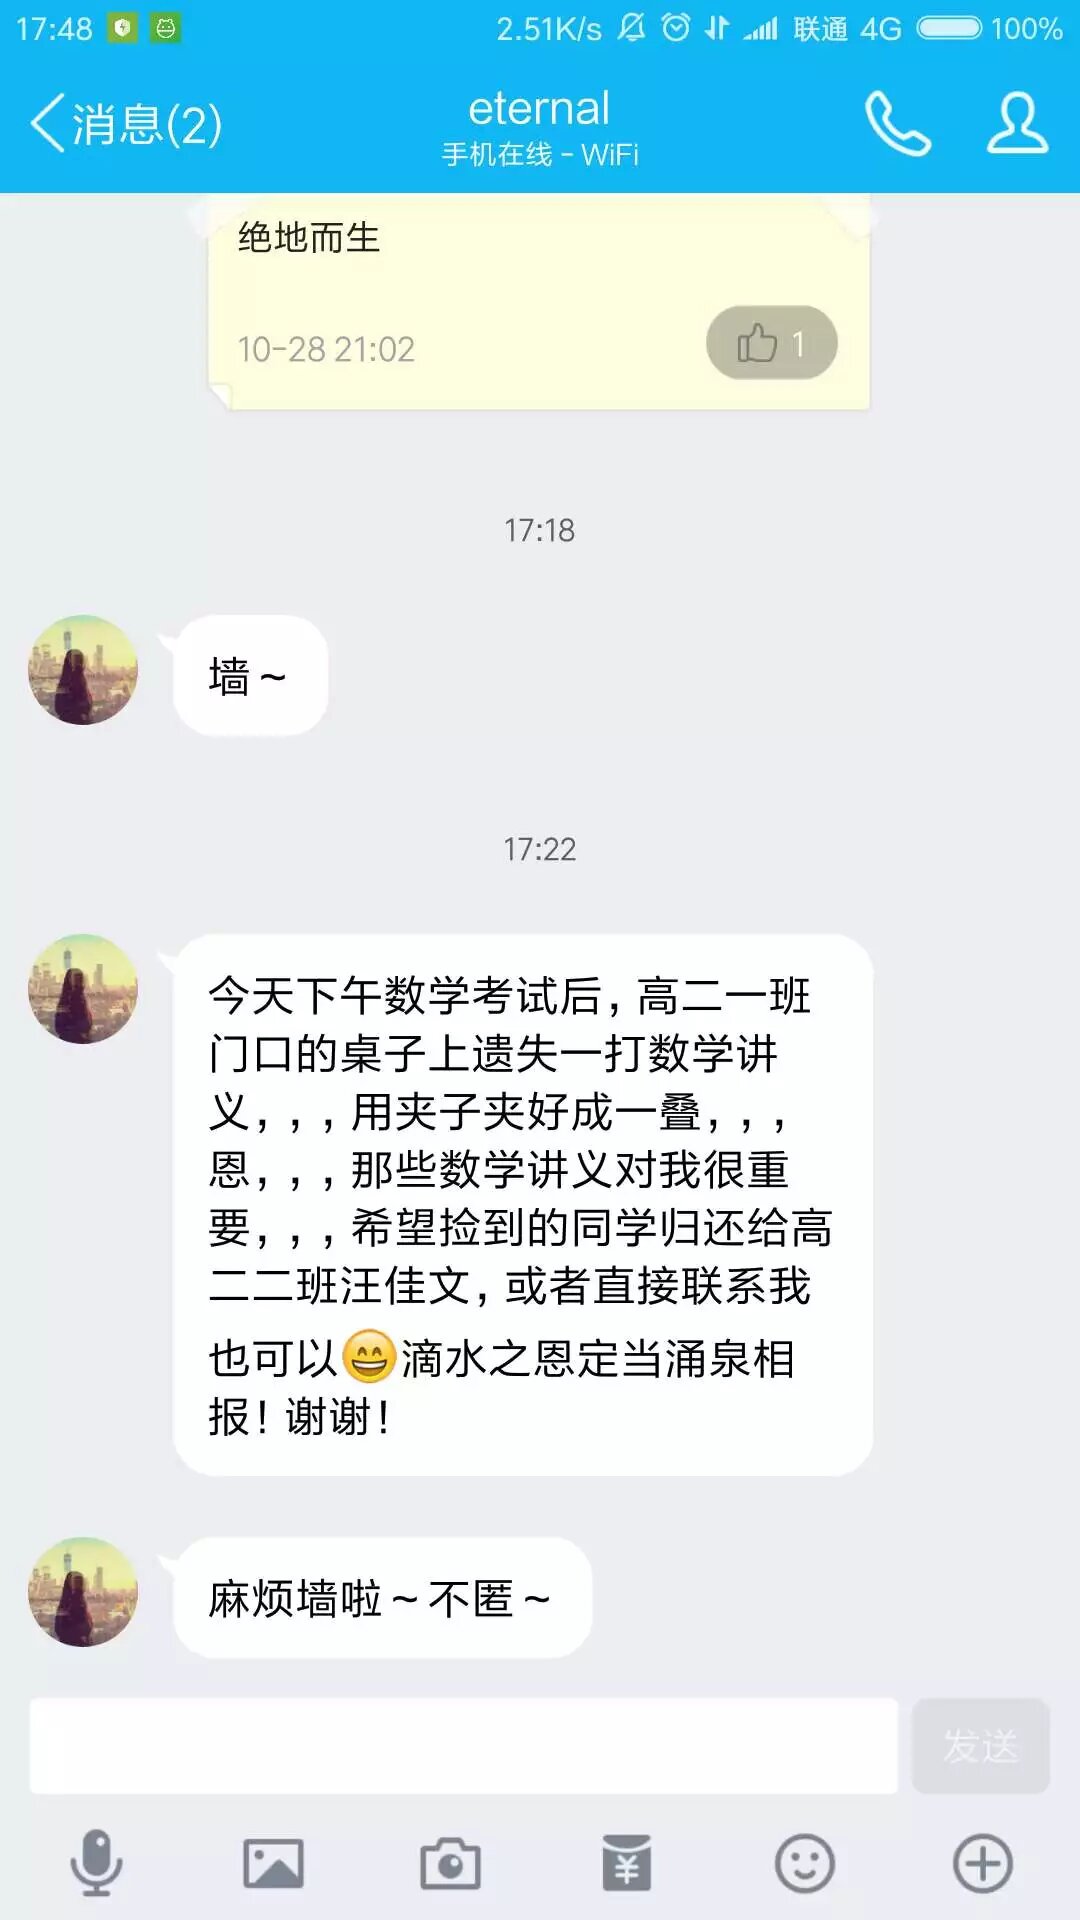 17:48 2.51K/s 联通 4G 100%
消息(2)
eternal
手机在线 - WiFi
绝地而生
10-28 21:02
1
17:18
墙～
17:22
今天下午数学考试后，高二一班
门口的桌子上遗失一打数学讲
义，，，用夹子夹好成一叠，，，
恩，，，那些数学讲义对我很重
要，，，希望捡到的同学归还给高
二二班汪佳文，或者直接联系我
也可以😄滴水之恩定当涌泉相
报！谢谢！
麻烦墙啦～不匿～
发送